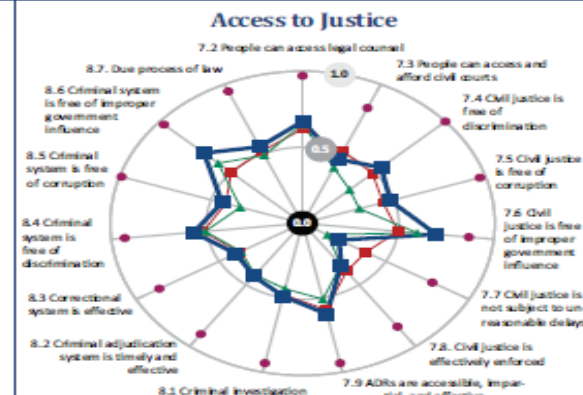 Access to Justice
7.2 People can access legal counsel
1.0
7.3 People can access and
afford civil courts
8.7. Due process of law
8.6 Criminal system
is free of improper
government
influence
7.4 Civil justice is
free of
discrimination
0.5
8.5 Criminal
system is free
of corruption
7.5 Civil justice
is free of
corruption
0.0
8.4 Criminal
system is
free of
discrimination
7.6 Civil
justice is free
of improper
government
influence
8.3 Correctional
system is effective
7.7 Civil justice is
not subject to un-
reasonable delays
8.2 Criminal adjudication
system is timely and
effective
7.8. Civil justice is
effectively enforced
8.1 Criminal investigation
7.9 ADRs are accessible, impar-